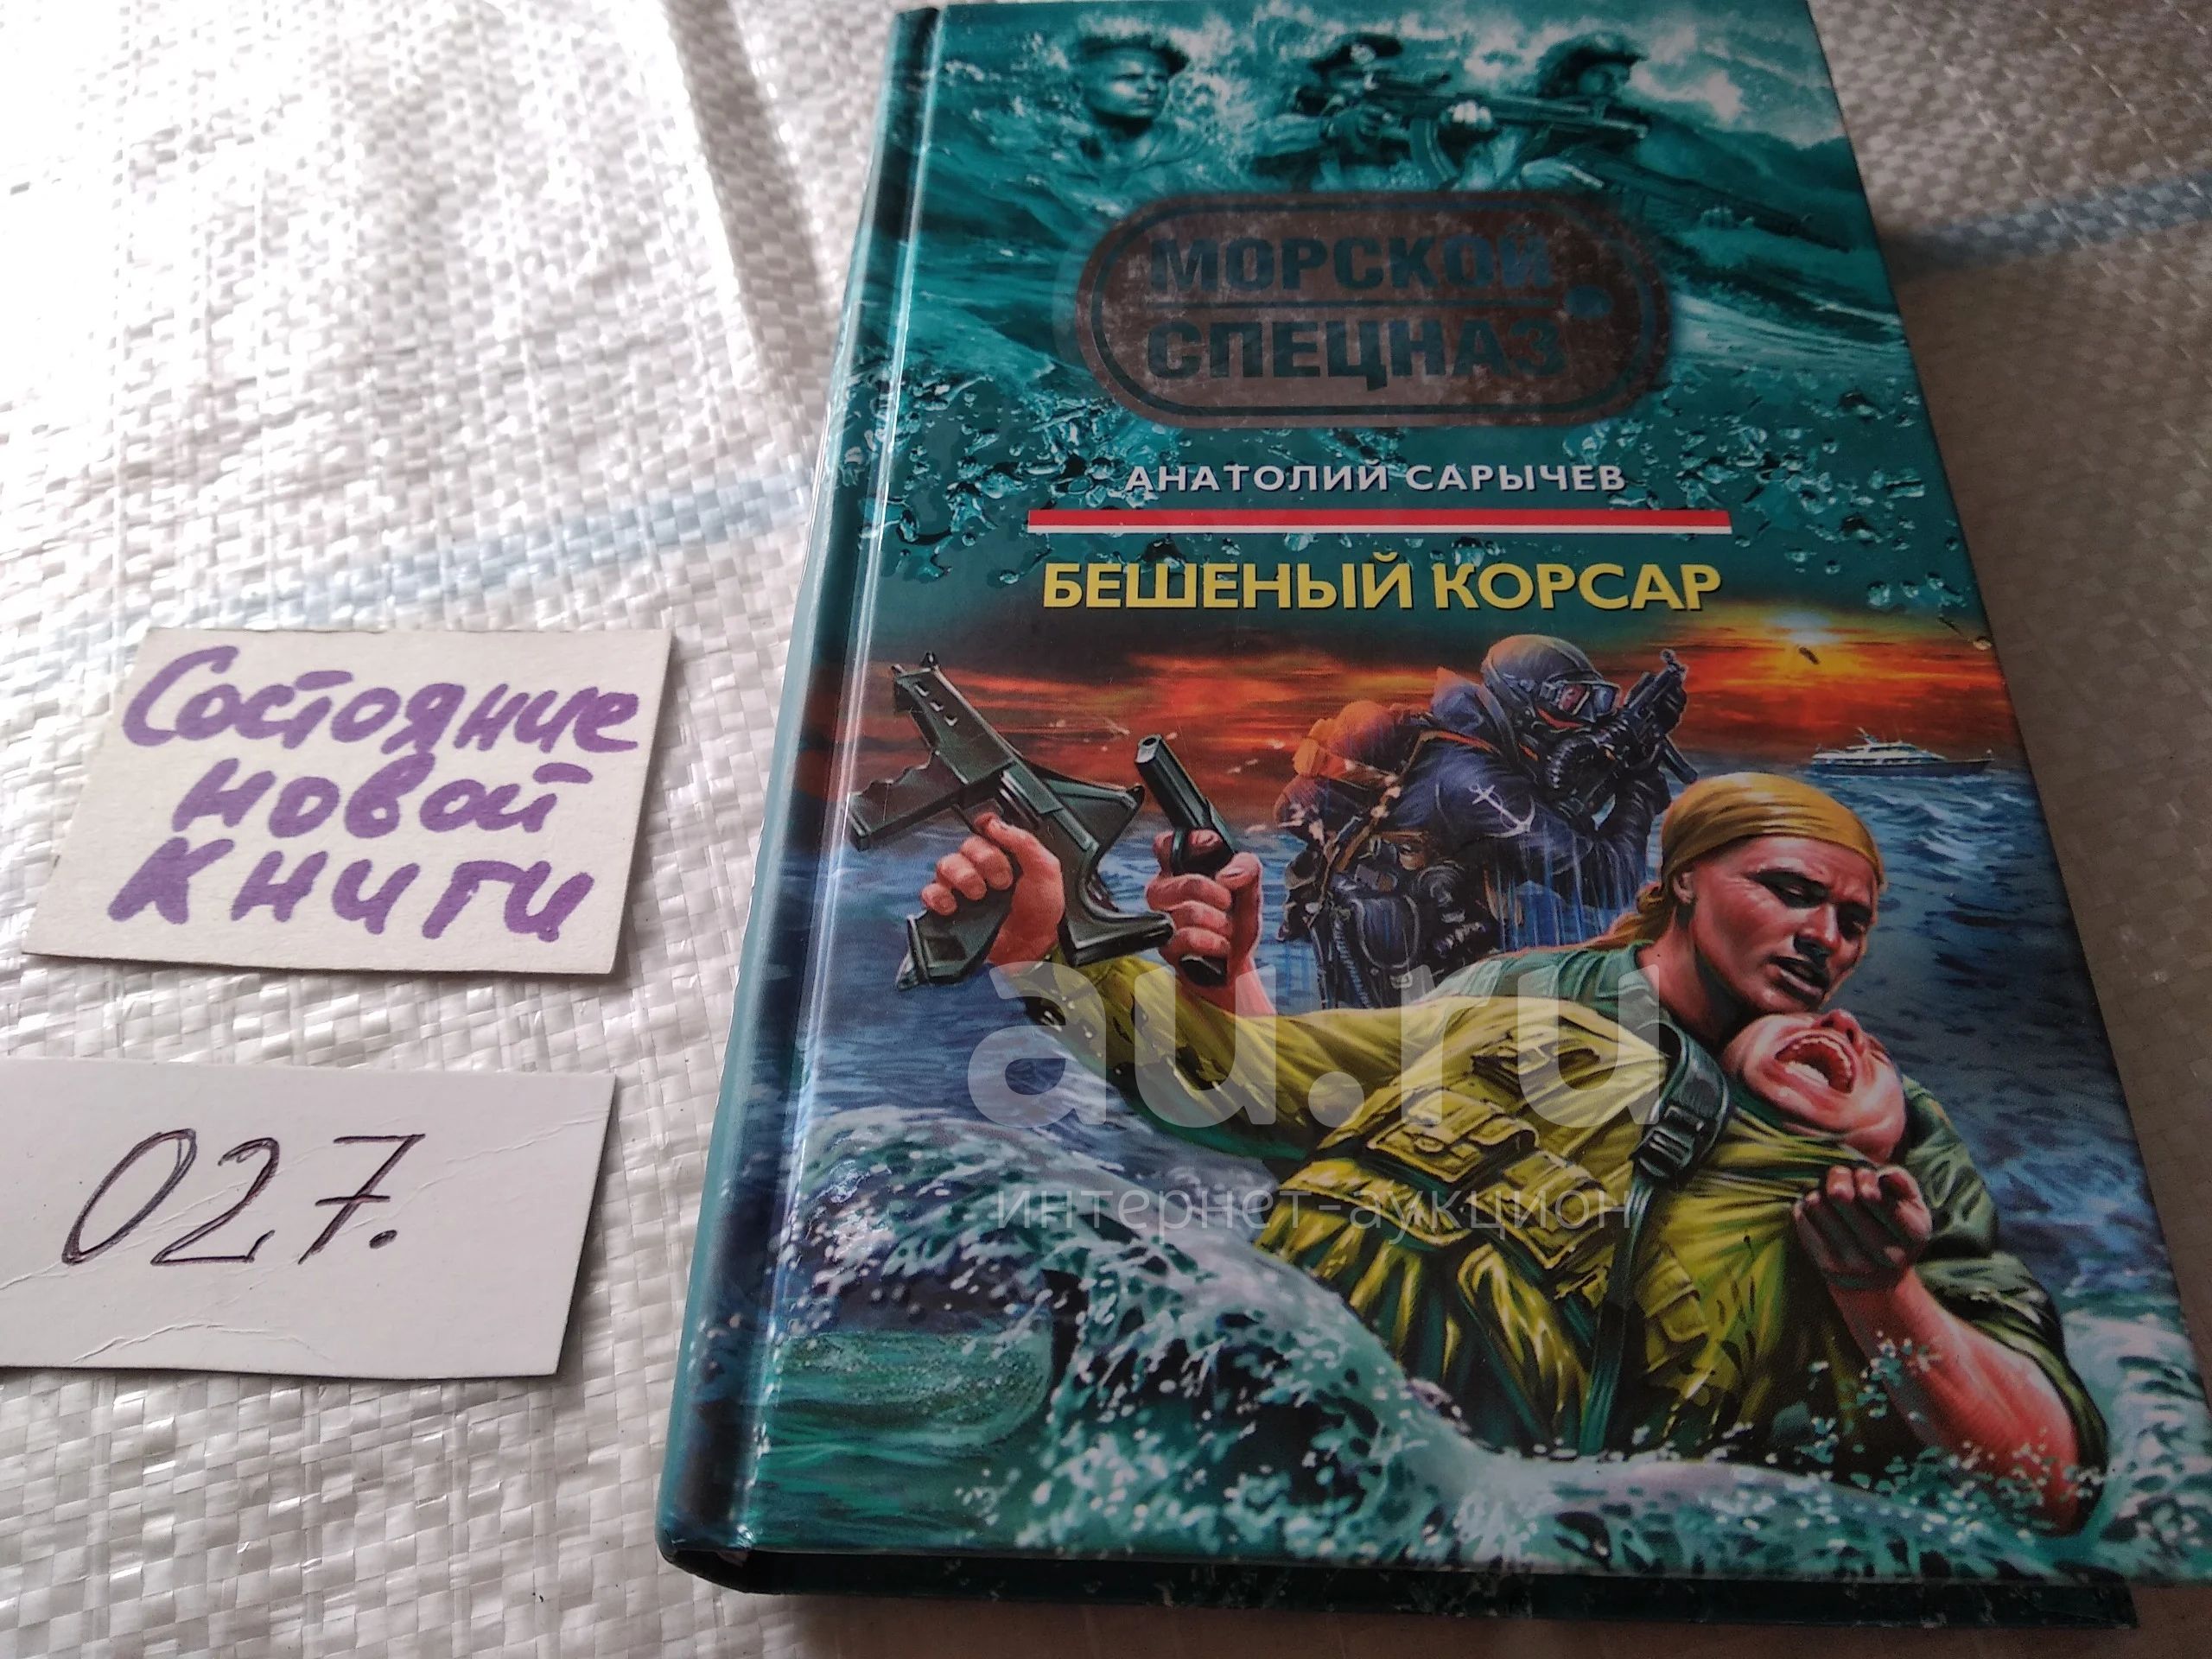 МОРСКОЙ
СПЕЦНАЗ
АНАТОЛИЙ САРЫЧЕВ
БЕШЕНЫЙ КОРСАР
Состояние
новой
книги
027.
au.ru
интернет-аукцион